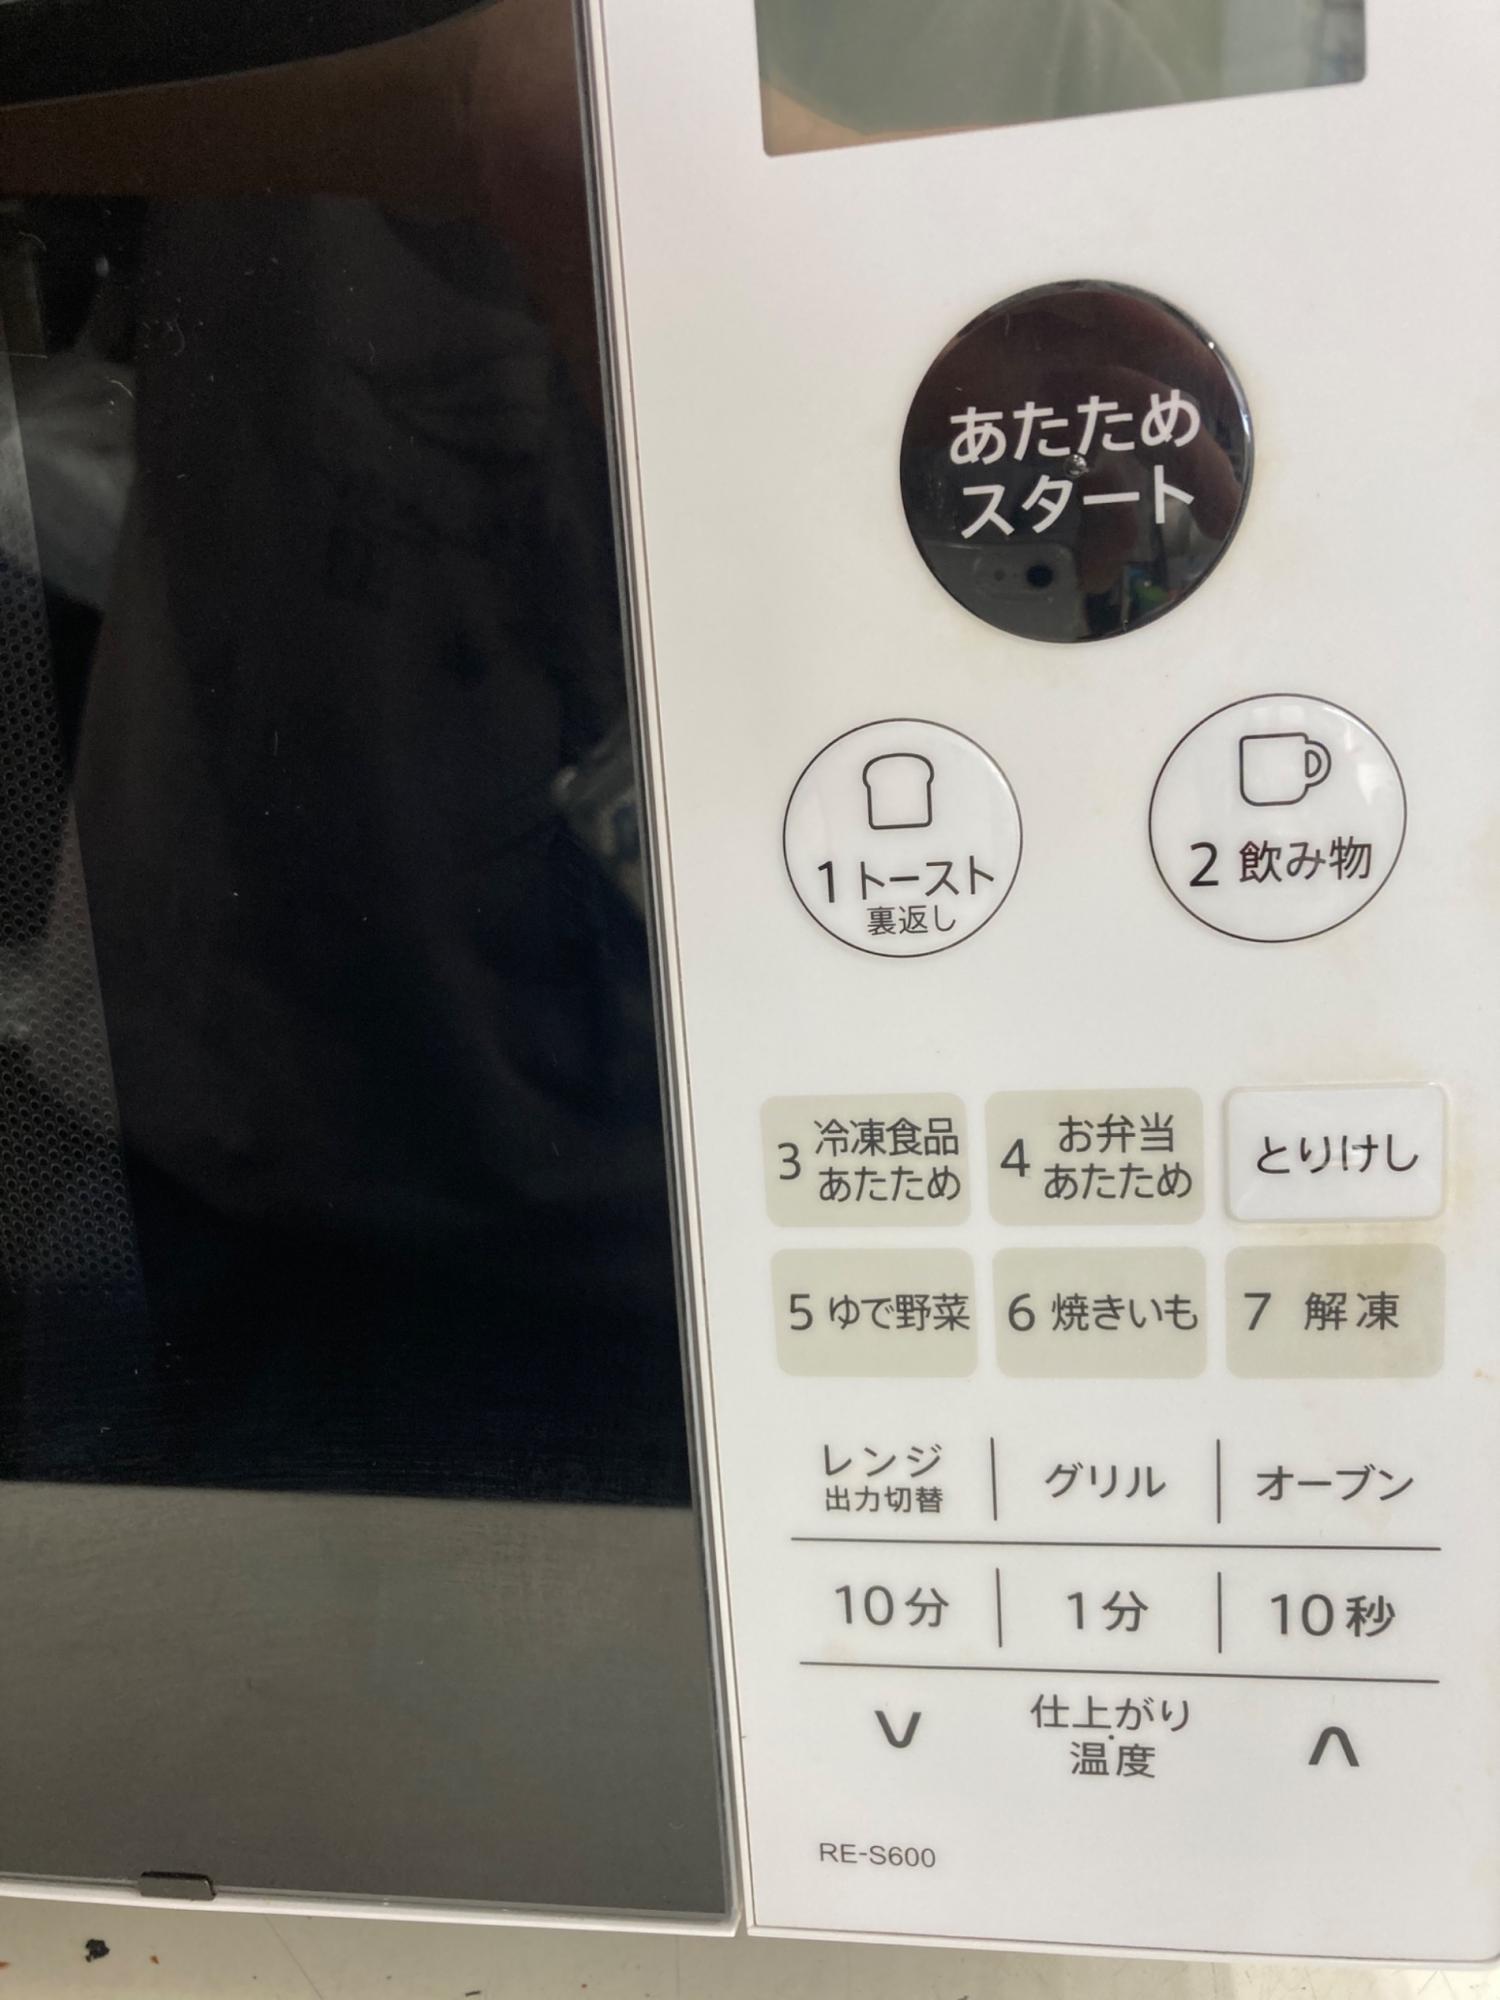 あたため
スタート
1 トースト
裏返し
2 飲み物
3 冷凍食品
あたため
4 お弁当
あたため
とりけし
5 ゆで野菜
6 焼きいも
7 解凍
レンジ
出力切替
グリル
オーブン
10分
1分
10秒
仕上がり
・
温度
RE-S600